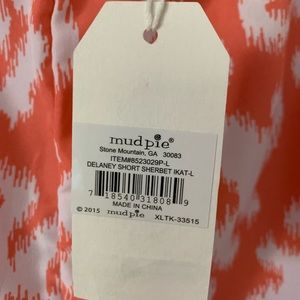 mudpie®
Stone Mountain, GA 30083
ITEM#8523029P-L
DELANEY SHORT SHERBET IKAT-L
7 18540 31808 9
MADE IN CHINA
© 2015 mudpie XLTK-33515